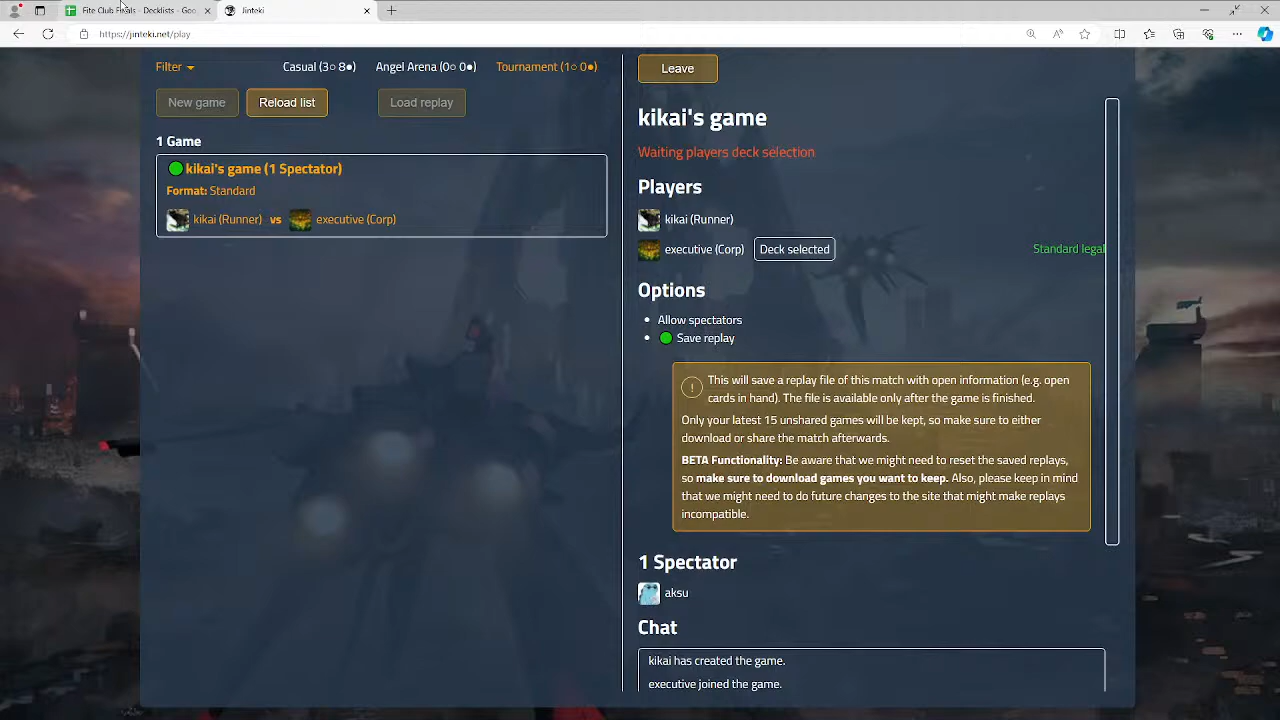 Fite Club Finals - Decklists - Goo
Jinteki
https://jinteki.net/play
Filter
Casual (3○ 8●)
Angel Arena (0○ 0●)
Tournament (1○ 0●)
New game
Reload list
Load replay
1 Game
kikai's game (1 Spectator)
Format: Standard
kikai (Runner) vs executive (Corp)
Leave
kikai's game
Waiting players deck selection
Players
kikai (Runner)
executive (Corp) Deck selected Standard legal
Options
Allow spectators
Save replay
This will save a replay file of this match with open information (e.g. open
cards in hand). The file is available only after the game is finished.
Only your latest 15 unshared games will be kept, so make sure to either
download or share the match afterwards.
BETA Functionality: Be aware that we might need to reset the saved replays,
so make sure to download games you want to keep. Also, please keep in mind
that we might need to do future changes to the site that might make replays
incompatible.
1 Spectator
aksu
Chat
kikai has created the game.
executive joined the game.